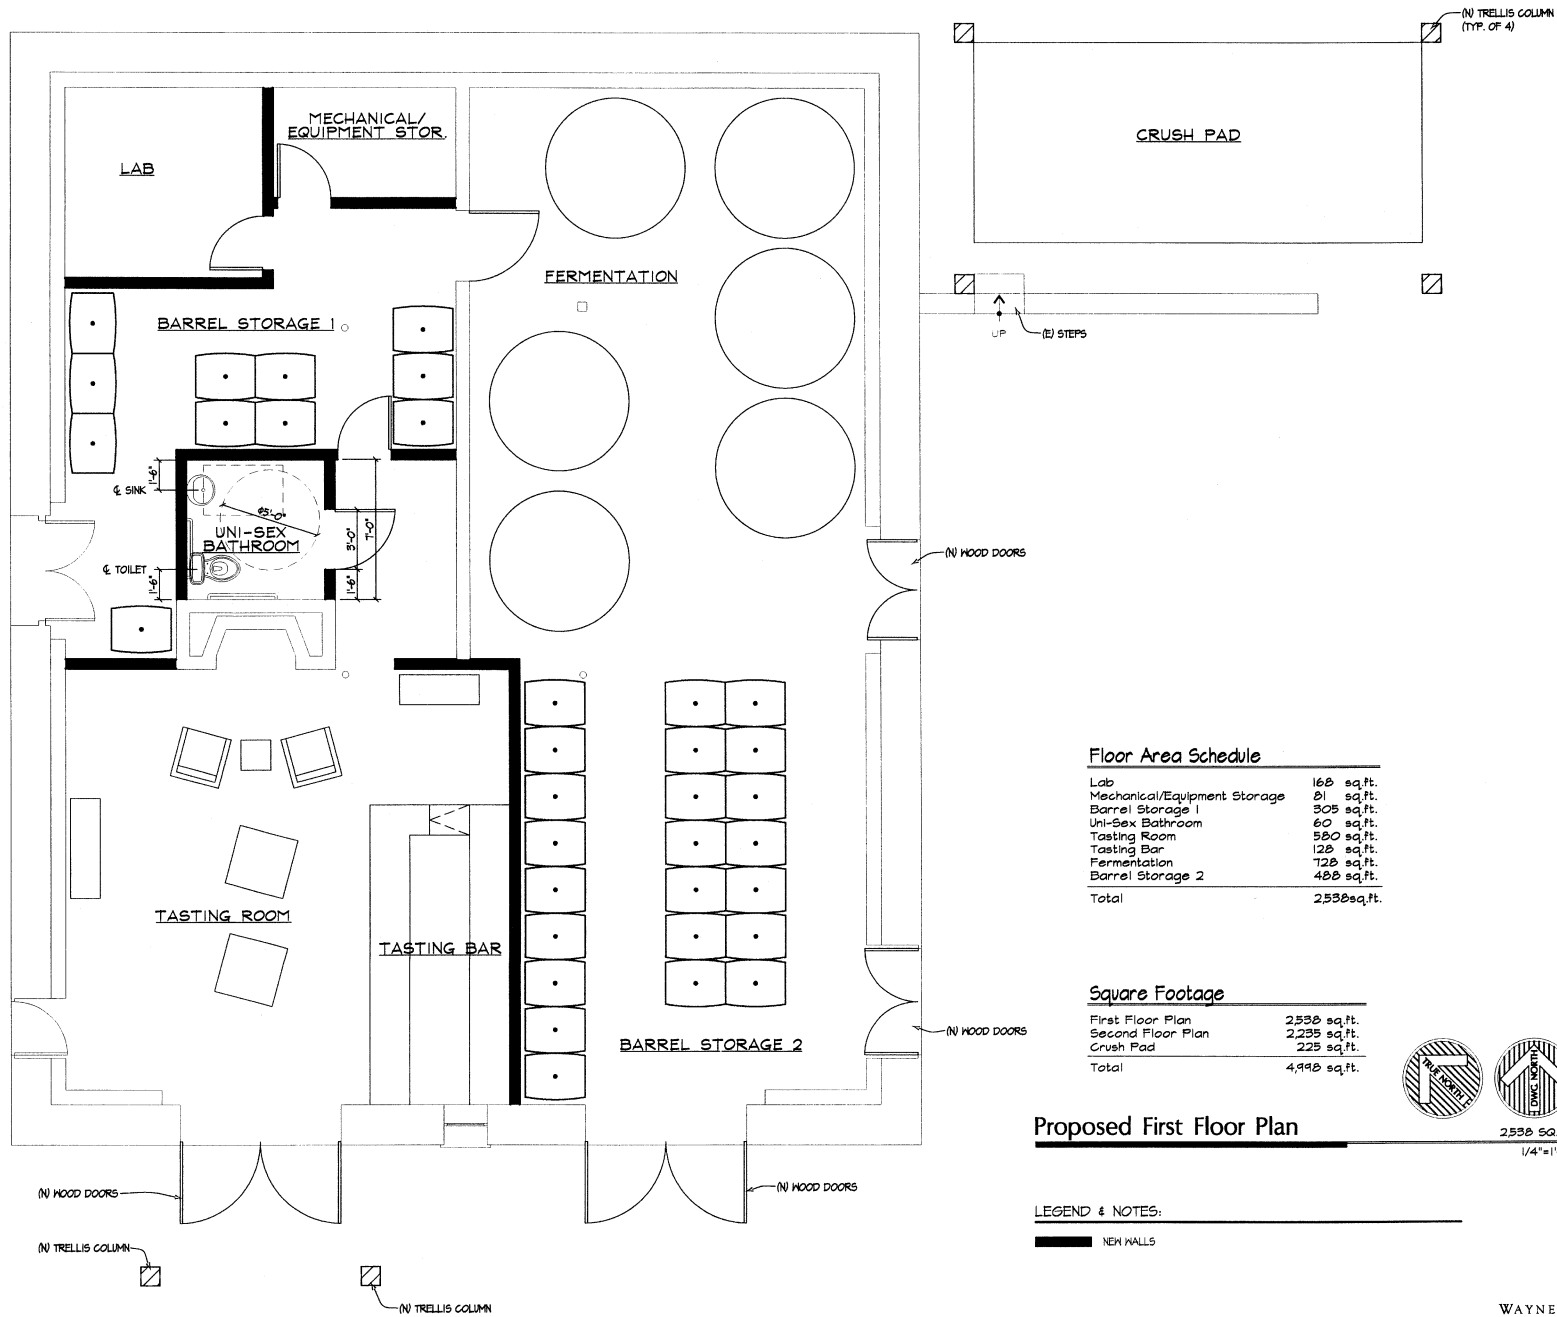 (N) TRELLIS COLUMN
(TYP. OF 4)
MECHANICAL/
EQUIPMENT STOR.
LAB
CRUSH PAD
FERMENTATION
BARREL STORAGE 1
UP
(E) STEPS
1'-6"
℄ SINK
ø5'-0"
UNI-SEX
BATHROOM
3'-0"
7'-0"
℄ TOILET
1'-6"
1'-6"
(N) WOOD DOORS
Floor Area Schedule
Lab 168 sq.ft.
Mechanical/Equipment Storage 81 sq.ft.
Barrel Storage 1 305 sq.ft.
Uni-Sex Bathroom 60 sq.ft.
Tasting Room 580 sq.ft.
Tasting Bar 128 sq.ft.
Fermentation 728 sq.ft.
Barrel Storage 2 488 sq.ft.
Total 2,538sq.ft.
TASTING ROOM
TASTING BAR
Square Footage
First Floor Plan 2,538 sq.ft.
Second Floor Plan 2,235 sq.ft.
Crush Pad 225 sq.ft.
Total 4,998 sq.ft.
(N) WOOD DOORS
BARREL STORAGE 2
TRUE NORTH
DWG NORTH
Proposed First Floor Plan
2,538 SQ.
1/4"=1'
(N) WOOD DOORS
(N) WOOD DOORS
LEGEND & NOTES:
NEW WALLS
(N) TRELLIS COLUMN
(N) TRELLIS COLUMN
WAYNE